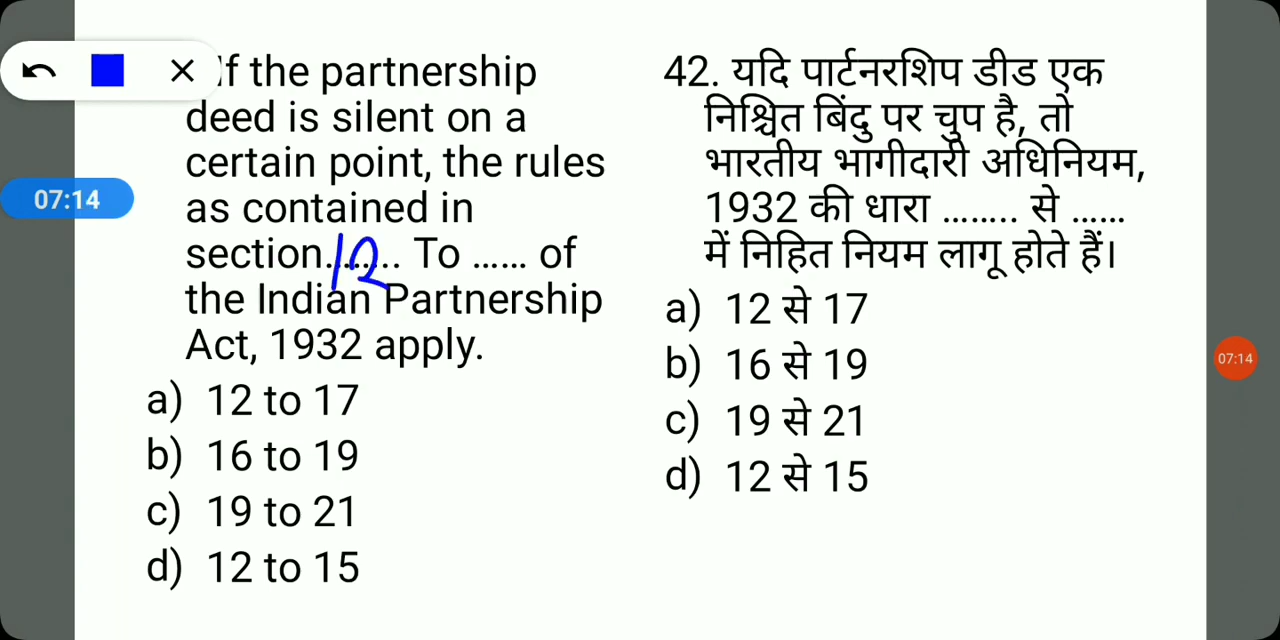 If the partnership
deed is silent on a
certain point, the rules
as contained in
section........ To ...... of
12
the Indian Partnership
Act, 1932 apply.
a) 12 to 17
b) 16 to 19
c) 19 to 21
d) 12 to 15
42. यदि पार्टनरशिप डीड एक
निश्चित बिंदु पर चुप है, तो
भारतीय भागीदारी अधिनियम,
1932 की धारा ........ से ......
में निहित नियम लागू होते हैं।
a) 12 से 17
b) 16 से 19
c) 19 से 21
d) 12 से 15
07:14
07:14